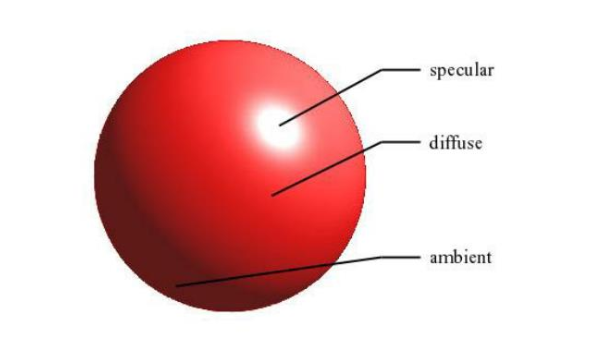 specular
diffuse
ambient